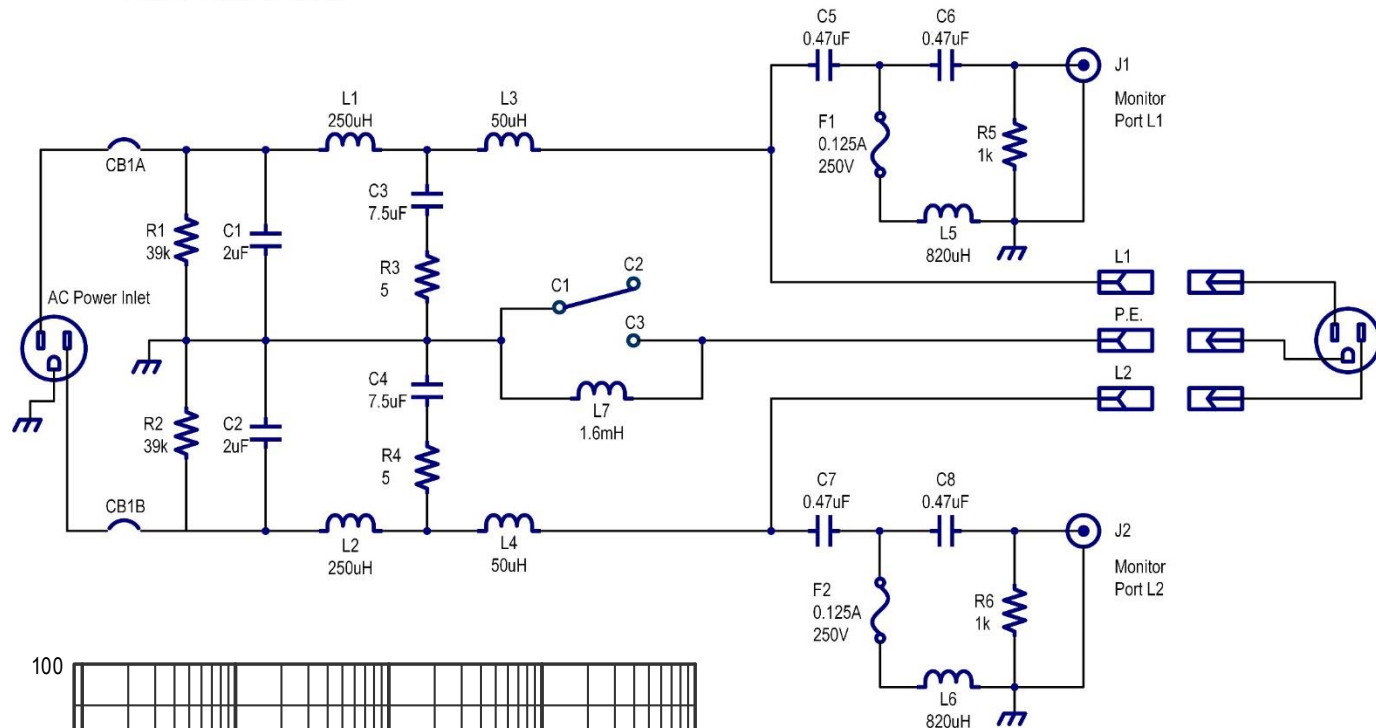 C5
0.47uF
C6
0.47uF
J1
Monitor
Port L1
F1
0.125A
250V
R5
1k
L5
820uH
L1
250uH
L3
50uH
CB1A
C3
7.5uF
R1
39k
C1
2uF
R3
5
AC Power Inlet
C1
C2
C3
L1
P.E.
L2
L7
1.6mH
C4
7.5uF
R2
39k
C2
2uF
R4
5
CB1B
L2
250uH
L4
50uH
C7
0.47uF
C8
0.47uF
J2
Monitor
Port L2
F2
0.125A
250V
R6
1k
L6
820uH
100